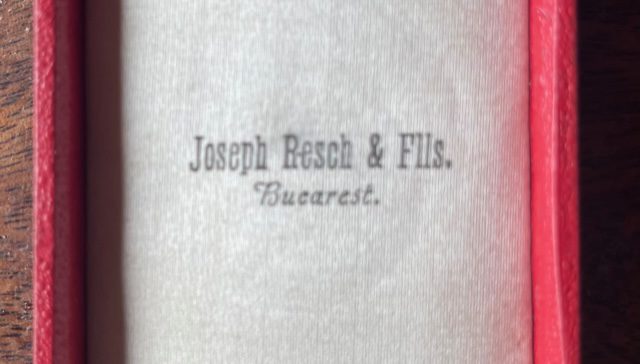 Joseph Resch & Fils.
Bucarest.